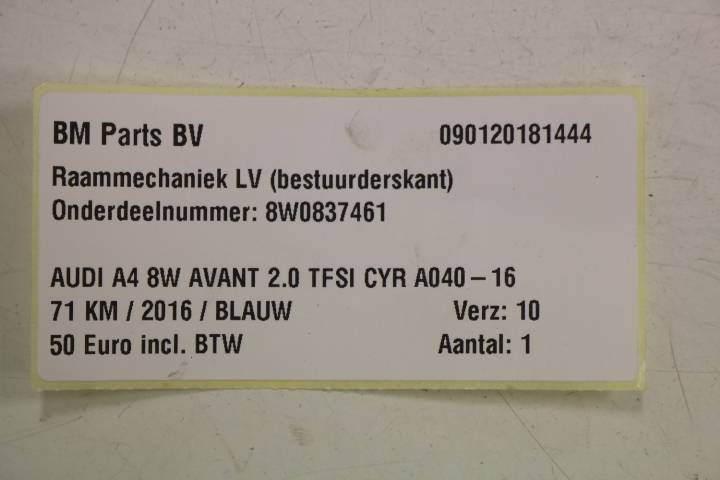 BM Parts BV 090120181444
Raammechaniek LV (bestuurderskant)
Onderdeelnummer: 8W0837461
AUDI A4 8W AVANT 2.0 TFSI CYR A040 – 16
71 KM / 2016 / BLAUW Verz: 10
50 Euro incl. BTW Aantal: 1